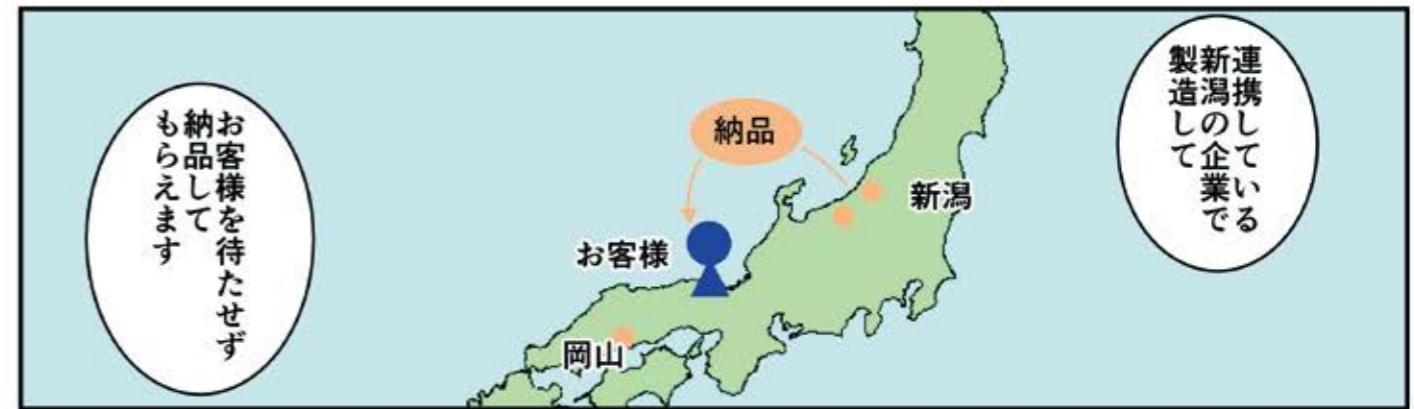 連携している
新潟の企業で
製造して
納品
新潟
お客様
岡山
お客様を待たせず
納品して
もらえます